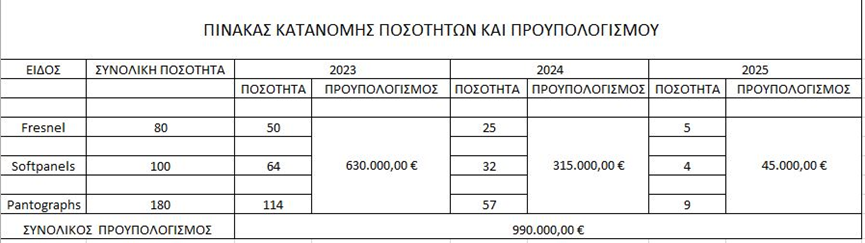 ΠΙΝΑΚΑΣ ΚΑΤΑΝΟΜΗΣ ΠΟΣΟΤΗΤΩΝ ΚΑΙ ΠΡΟΥΠΟΛΟΓΙΣΜΟΥ
ΕΙΔΟΣ ΣΥΝΟΛΙΚΗ ΠΟΣΟΤΗΤΑ 2023 2024 2025
ΠΟΣΟΤΗΤΑ ΠΡΟΥΠΟΛΟΓΙΣΜΟΣ ΠΟΣΟΤΗΤΑ ΠΡΟΥΠΟΛΟΓΙΣΜΟΣ ΠΟΣΟΤΗΤΑ ΠΡΟΥΠΟΛΟΓΙΣΜΟΣ
Fresnel 80 50 25 5
Softpanels 100 64 630.000,00 € 32 315.000,00 € 4 45.000,00 €
Pantographs 180 114 57 9
ΣΥΝΟΛΙΚΟΣ ΠΡΟΥΠΟΛΟΓΙΣΜΟΣ 990.000,00 €